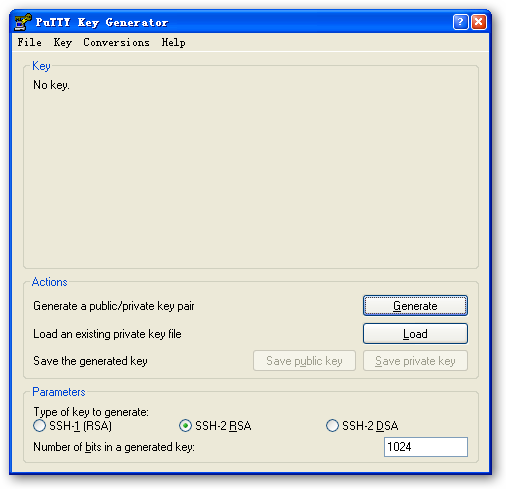 PuTTY Key Generator
File Key Conversions Help
Key
No key.
Actions
Generate a public/private key pair
Generate
Load an existing private key file
Load
Save the generated key
Save public key
Save private key
Parameters
Type of key to generate:
SSH-1 (RSA)
SSH-2 RSA
SSH-2 DSA
Number of bits in a generated key:
1024